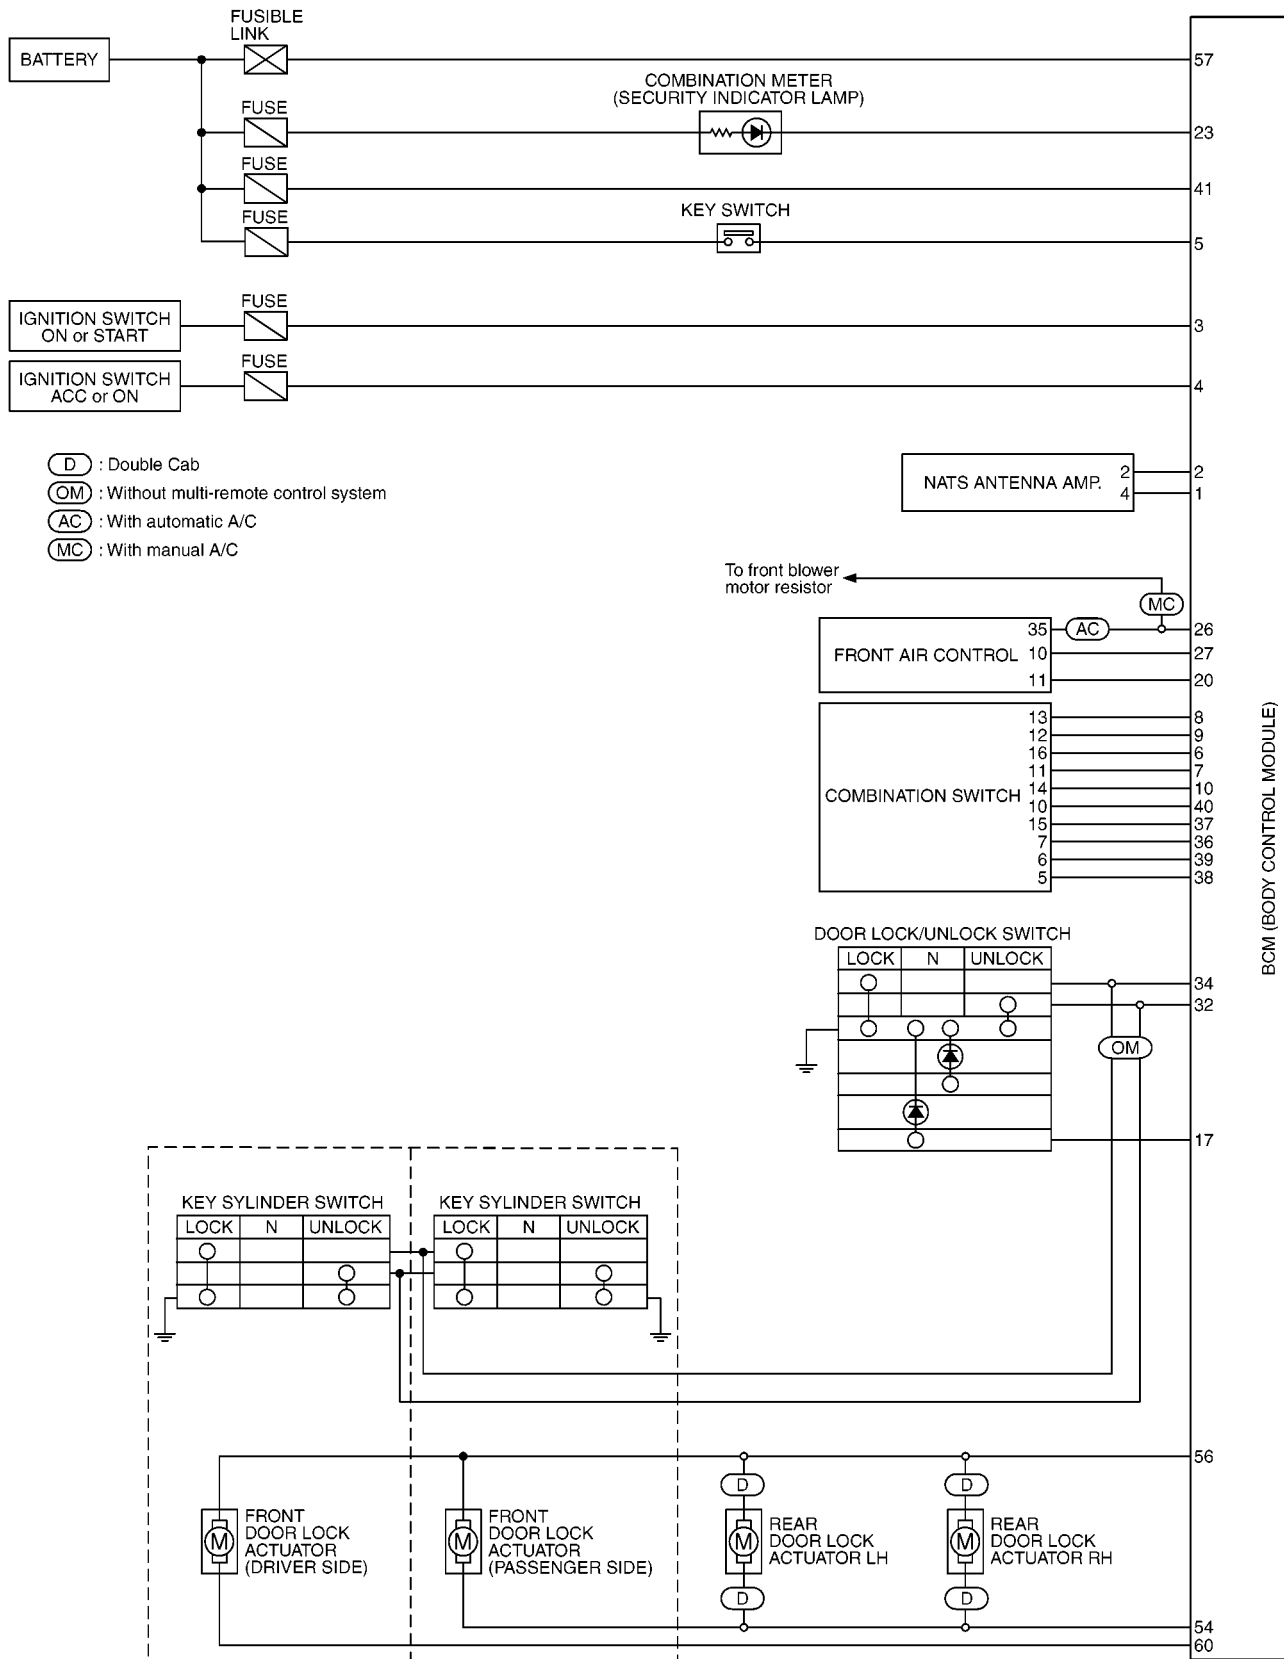 FUSIBLE
LINK
BATTERY
57
COMBINATION METER
(SECURITY INDICATOR LAMP)
FUSE
23
FUSE
41
KEY SWITCH
FUSE
5
FUSE
IGNITION SWITCH
ON or START
3
FUSE
IGNITION SWITCH
ACC or ON
4
D : Double Cab
OM : Without multi-remote control system
AC : With automatic A/C
MC : With manual A/C
NATS ANTENNA AMP.
2 2
4 1
To front blower
motor resistor
MC
FRONT AIR CONTROL
35 AC 26
10 27
11 20
COMBINATION SWITCH
13 8
12 9
16 6
11 7
14 10
10 40
15 37
7 36
6 39
5 38
BCM (BODY CONTROL MODULE)
DOOR LOCK/UNLOCK SWITCH
LOCK N UNLOCK
34
32
OM
17
KEY SYLINDER SWITCH
LOCK N UNLOCK
KEY SYLINDER SWITCH
LOCK N UNLOCK
56
D
D
M
FRONT
DOOR LOCK
ACTUATOR
(DRIVER SIDE)
M
FRONT
DOOR LOCK
ACTUATOR
(PASSENGER SIDE)
M
REAR
DOOR LOCK
ACTUATOR LH
M
REAR
DOOR LOCK
ACTUATOR RH
D
D
54
60